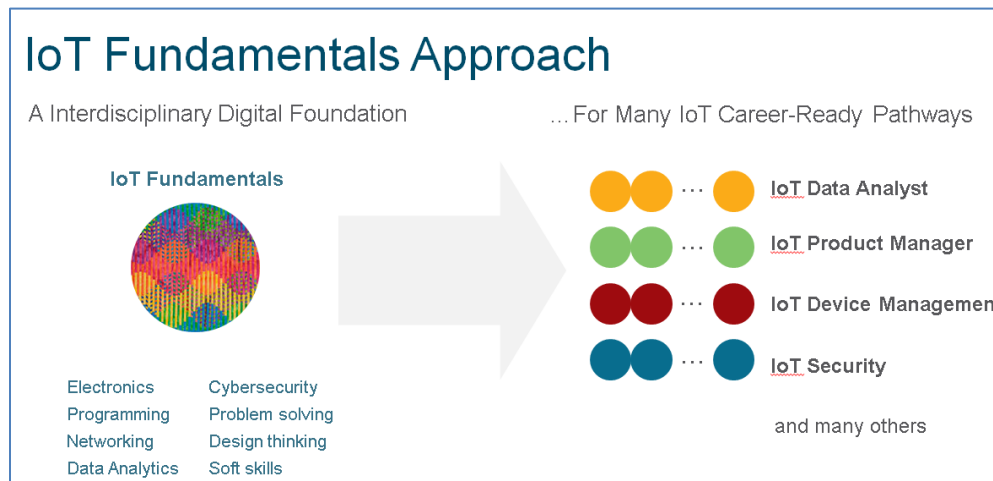 IoT Fundamentals Approach
A Interdisciplinary Digital Foundation
... For Many IoT Career-Ready Pathways
IoT Fundamentals
Electronics
Programming
Networking
Data Analytics
Cybersecurity
Problem solving
Design thinking
Soft skills
... IoT Data Analyst
... IoT Product Manager
... IoT Device Managemen
... IoT Security
and many others